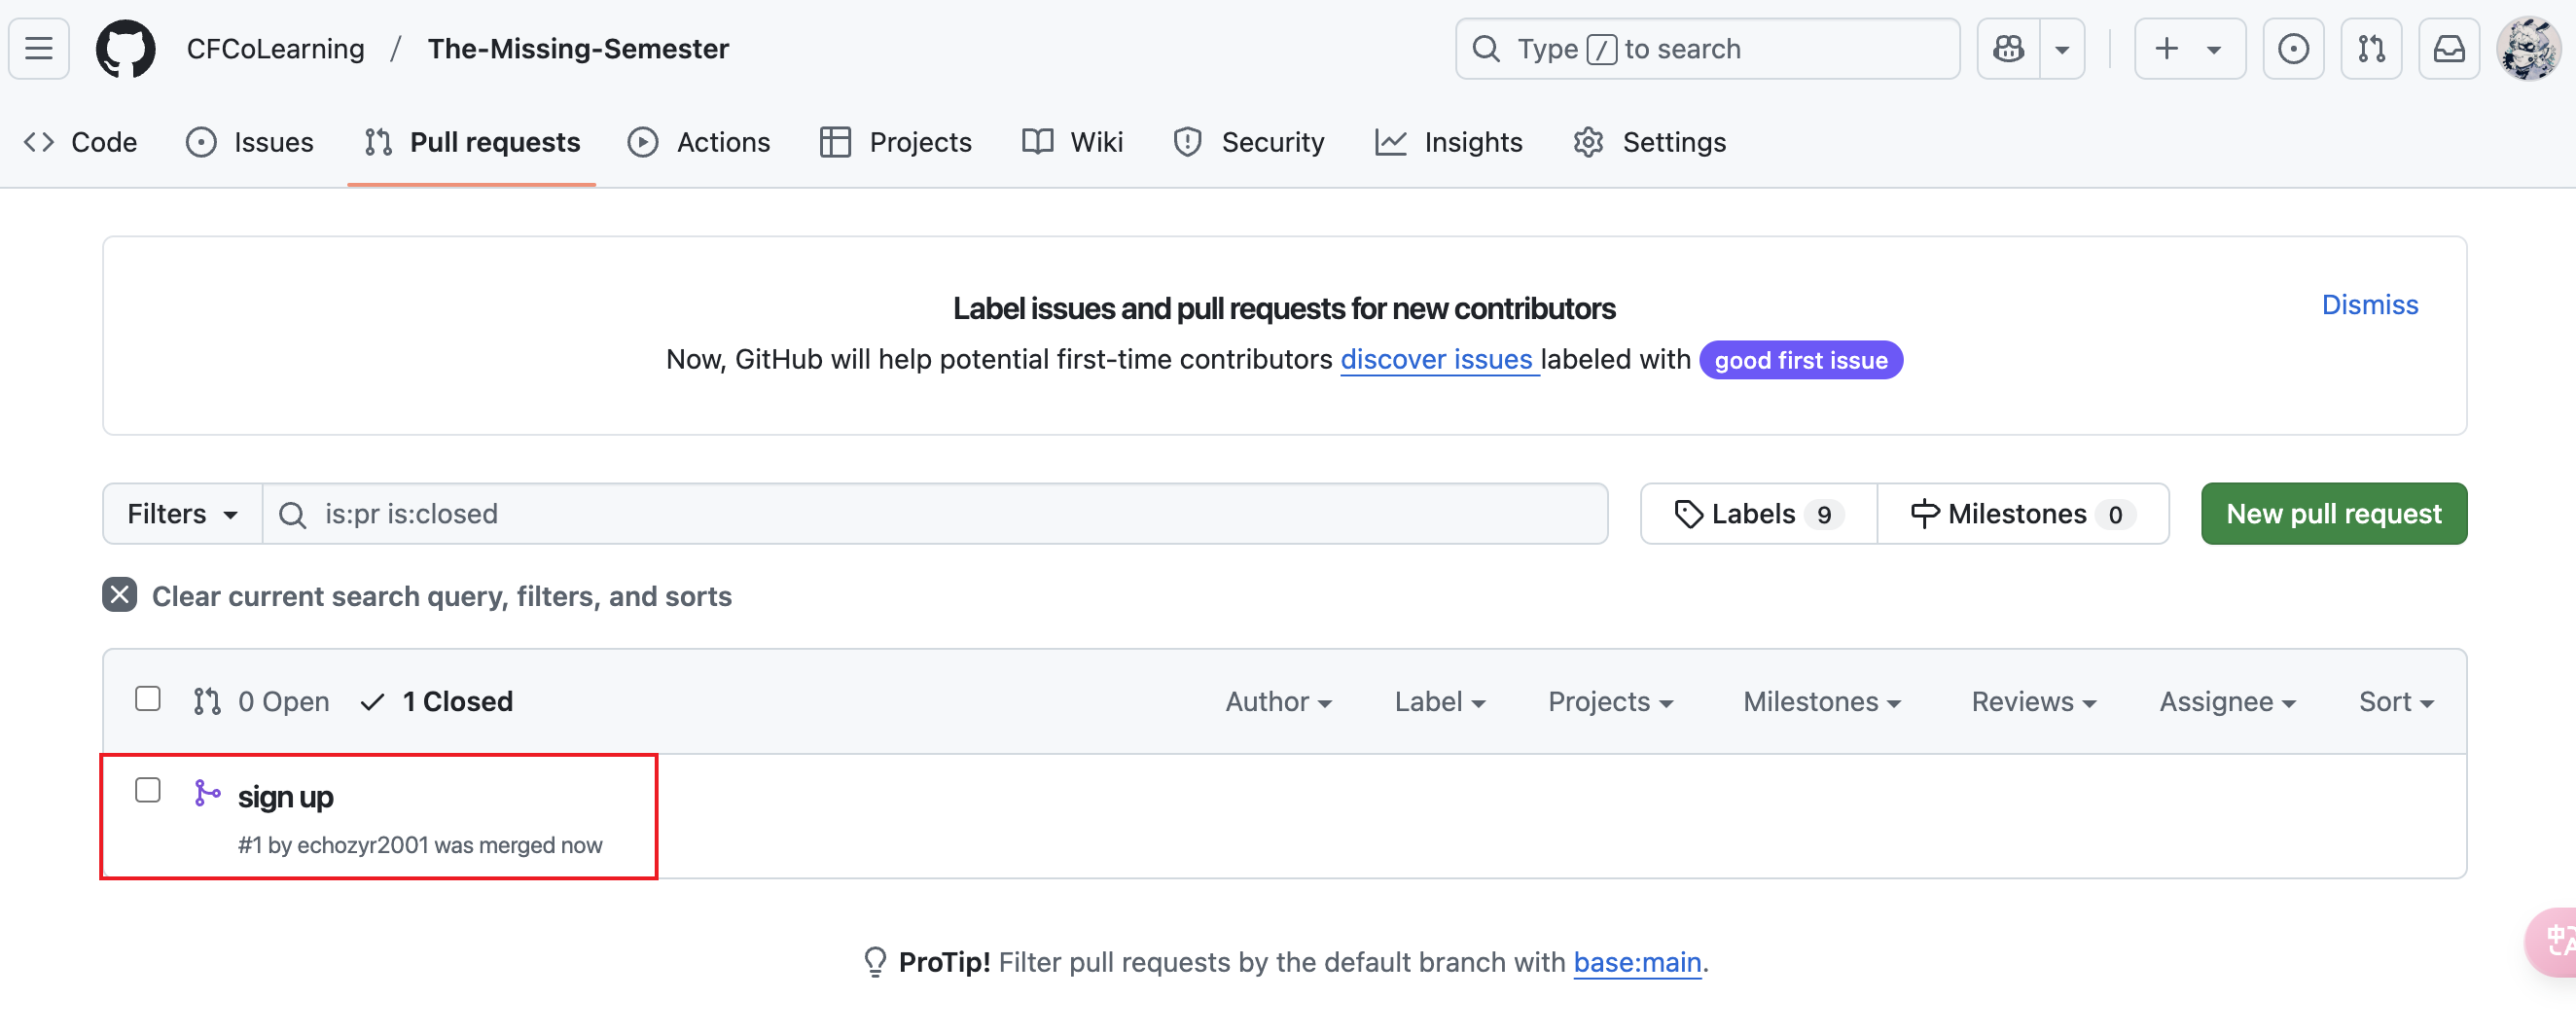 CFCoLearning / The-Missing-Semester Type / to search
Code Issues Pull requests Actions Projects Wiki Security Insights Settings
Label issues and pull requests for new contributors
Dismiss
Now, GitHub will help potential first-time contributors discover issues labeled with good first issue
Filters is:pr is:closed Labels 9 Milestones 0 New pull request
Clear current search query, filters, and sorts
0 Open 1 Closed Author Label Projects Milestones Reviews Assignee Sort
sign up
#1 by echozyr2001 was merged now
中
A
ProTip! Filter pull requests by the default branch with base:main.